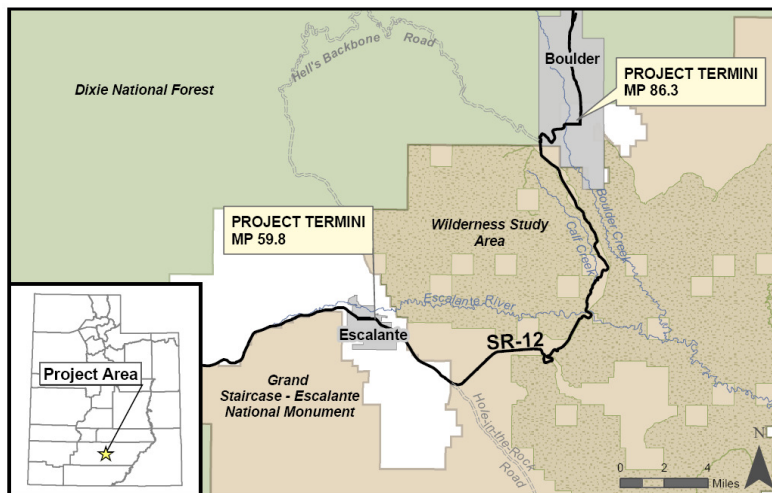 Hell's Backbone Road
Boulder
PROJECT TERMINI
MP 86.3
Dixie National Forest
PROJECT TERMINI
MP 59.8
Wilderness Study
Area
Boulder Creek
Calf Creek
Escalante River
Escalante
SR-12
Project Area
Grand
Staircase - Escalante
National Monument
Hole-in-the-Rock
Road
N
0 2 4
Miles